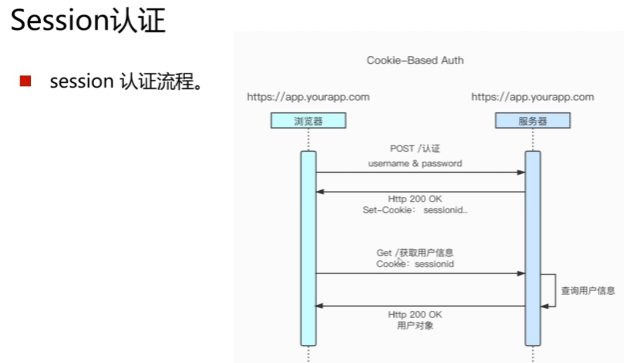 Session认证
session 认证流程。
Cookie-Based Auth
https://app.yourapp.com
https://app.yourapp.com
浏览器
服务器
POST /认证
username & password
Http 200 OK
Set-Cookie: sessionid..
Get /获取用户信息
Cookie: sessionid
查询用户信息
Http 200 OK
用户对象